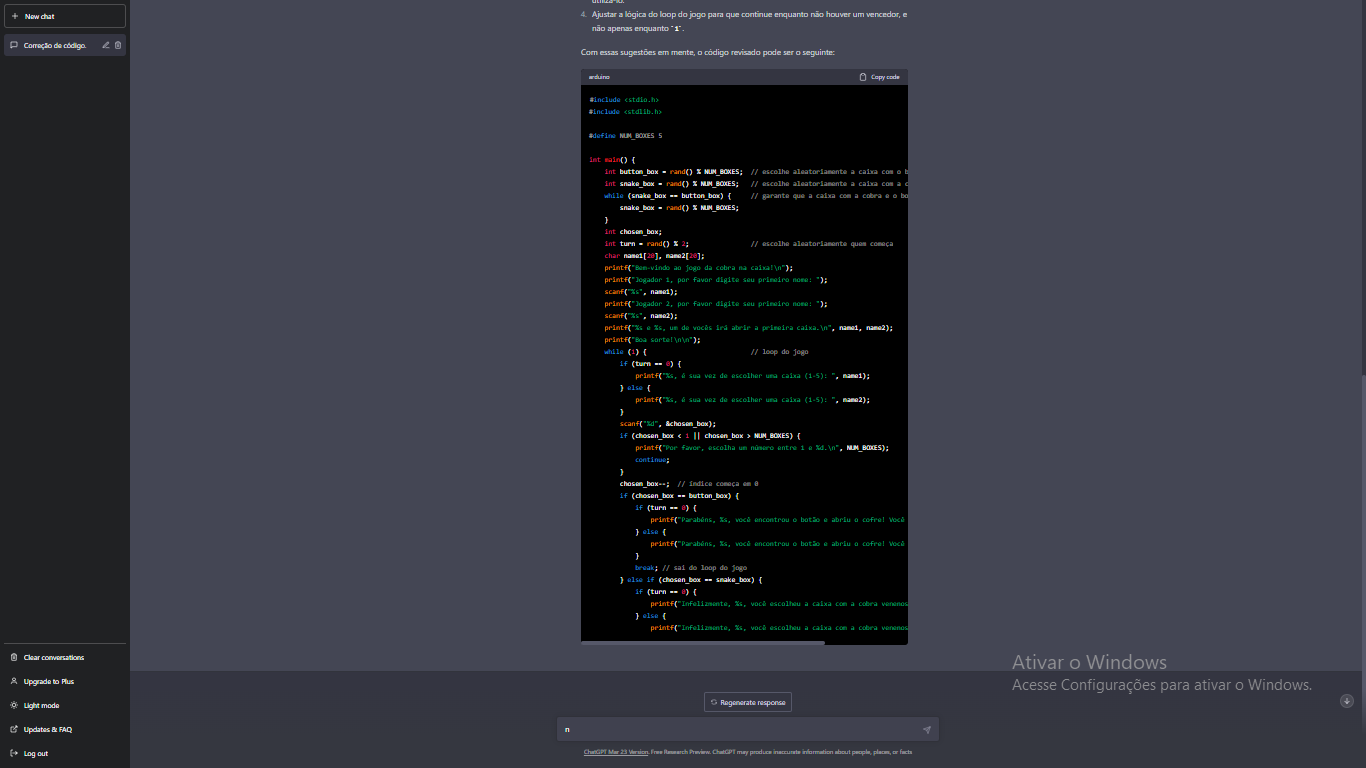 New chat
Correção de código.
Clear conversations
Upgrade to Plus
Light mode
Updates & FAQ
Log out
utilizá-lo.
4. Ajustar a lógica do loop do jogo para que continue enquanto não houver um vencedor, e
não apenas enquanto `i`.
Com essas sugestões em mente, o código revisado pode ser o seguinte:
arduino
Copy code
#include <stdio.h>
#include <stdlib.h>
#define NUM_BOXES 5
int main() {
int button_box = rand() % NUM_BOXES; // escolhe aleatoriamente a caixa com o b
int snake_box = rand() % NUM_BOXES; // escolhe aleatoriamente a caixa com a c
while (snake_box == button_box) { // garante que a caixa com a cobra e o bo
snake_box = rand() % NUM_BOXES;
}
int chosen_box;
int turn = rand() % 2; // escolhe aleatoriamente quem começa
char name1[20], name2[20];
printf("Bem-vindo ao jogo da cobra na caixa!\n");
printf("Jogador 1, por favor digite seu primeiro nome: ");
scanf("%s", name1);
printf("Jogador 2, por favor digite seu primeiro nome: ");
scanf("%s", name2);
printf("%s e %s, um de vocês irá abrir a primeira caixa.\n", name1, name2);
printf("Boa sorte!\n\n");
while (1) { // loop do jogo
if (turn == 0) {
printf("%s, é sua vez de escolher uma caixa (1-5): ", name1);
} else {
printf("%s, é sua vez de escolher uma caixa (1-5): ", name2);
}
scanf("%d", &chosen_box);
if (chosen_box < 1 || chosen_box > NUM_BOXES) {
printf("Por favor, escolha um número entre 1 e %d.\n", NUM_BOXES);
continue;
}
chosen_box--; // índice começa em 0
if (chosen_box == button_box) {
if (turn == 0) {
printf("Parabéns, %s, você encontrou o botão e abriu o cofre! Você
} else {
printf("Parabéns, %s, você encontrou o botão e abriu o cofre! Você
}
break; // sai do loop do jogo
} else if (chosen_box == snake_box) {
if (turn == 0) {
printf("Infelizmente, %s, você escolheu a caixa com a cobra venenos
} else {
printf("Infelizmente, %s, você escolheu a caixa com a cobra venenos
Ativar o Windows
Acesse Configurações para ativar o Windows.
Regenerate response
n
ChatGPT Mar 23 Version. Free Research Preview. ChatGPT may produce inaccurate information about people, places, or facts